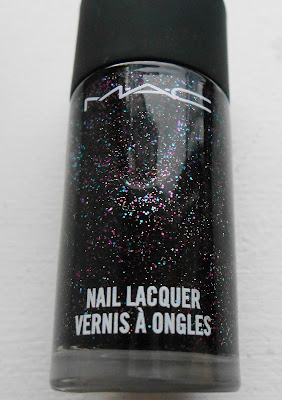 MAC
NAIL LACQUER
VERNIS À ONGLES